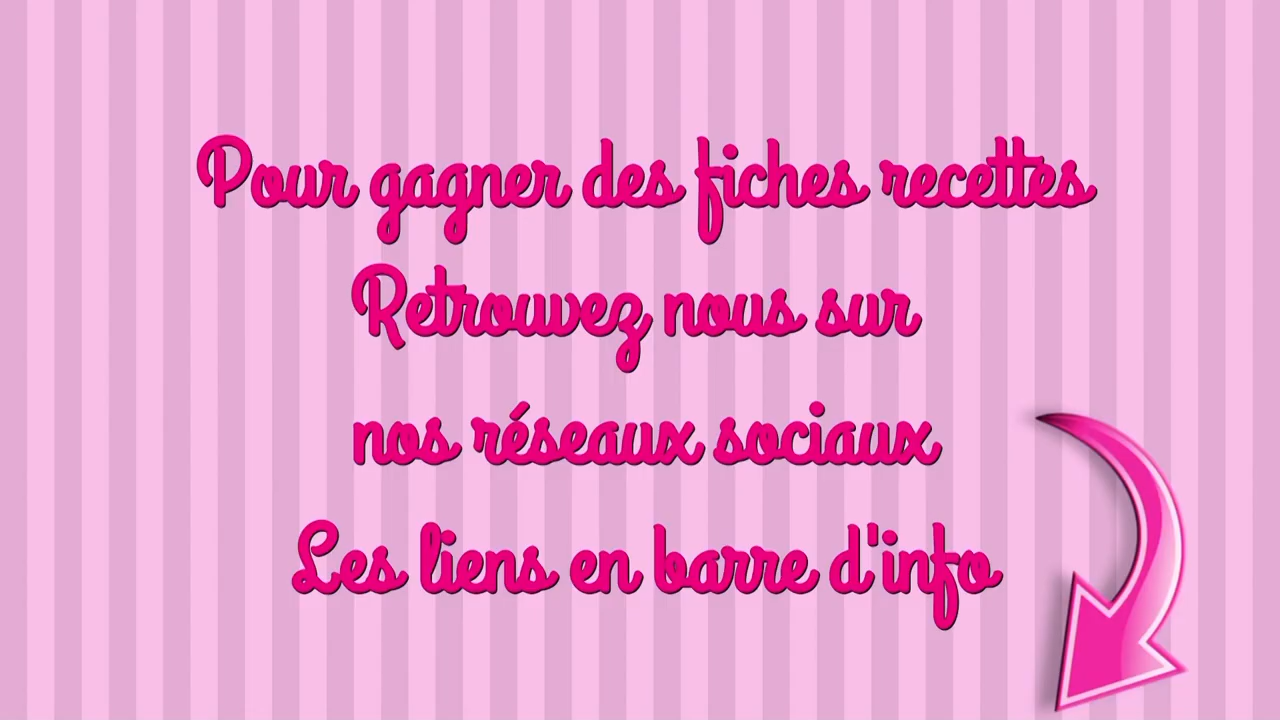 Pour gagner des fiches recettes
Retrouvez nous sur
nos réseaux sociaux
Les liens en barre d'info